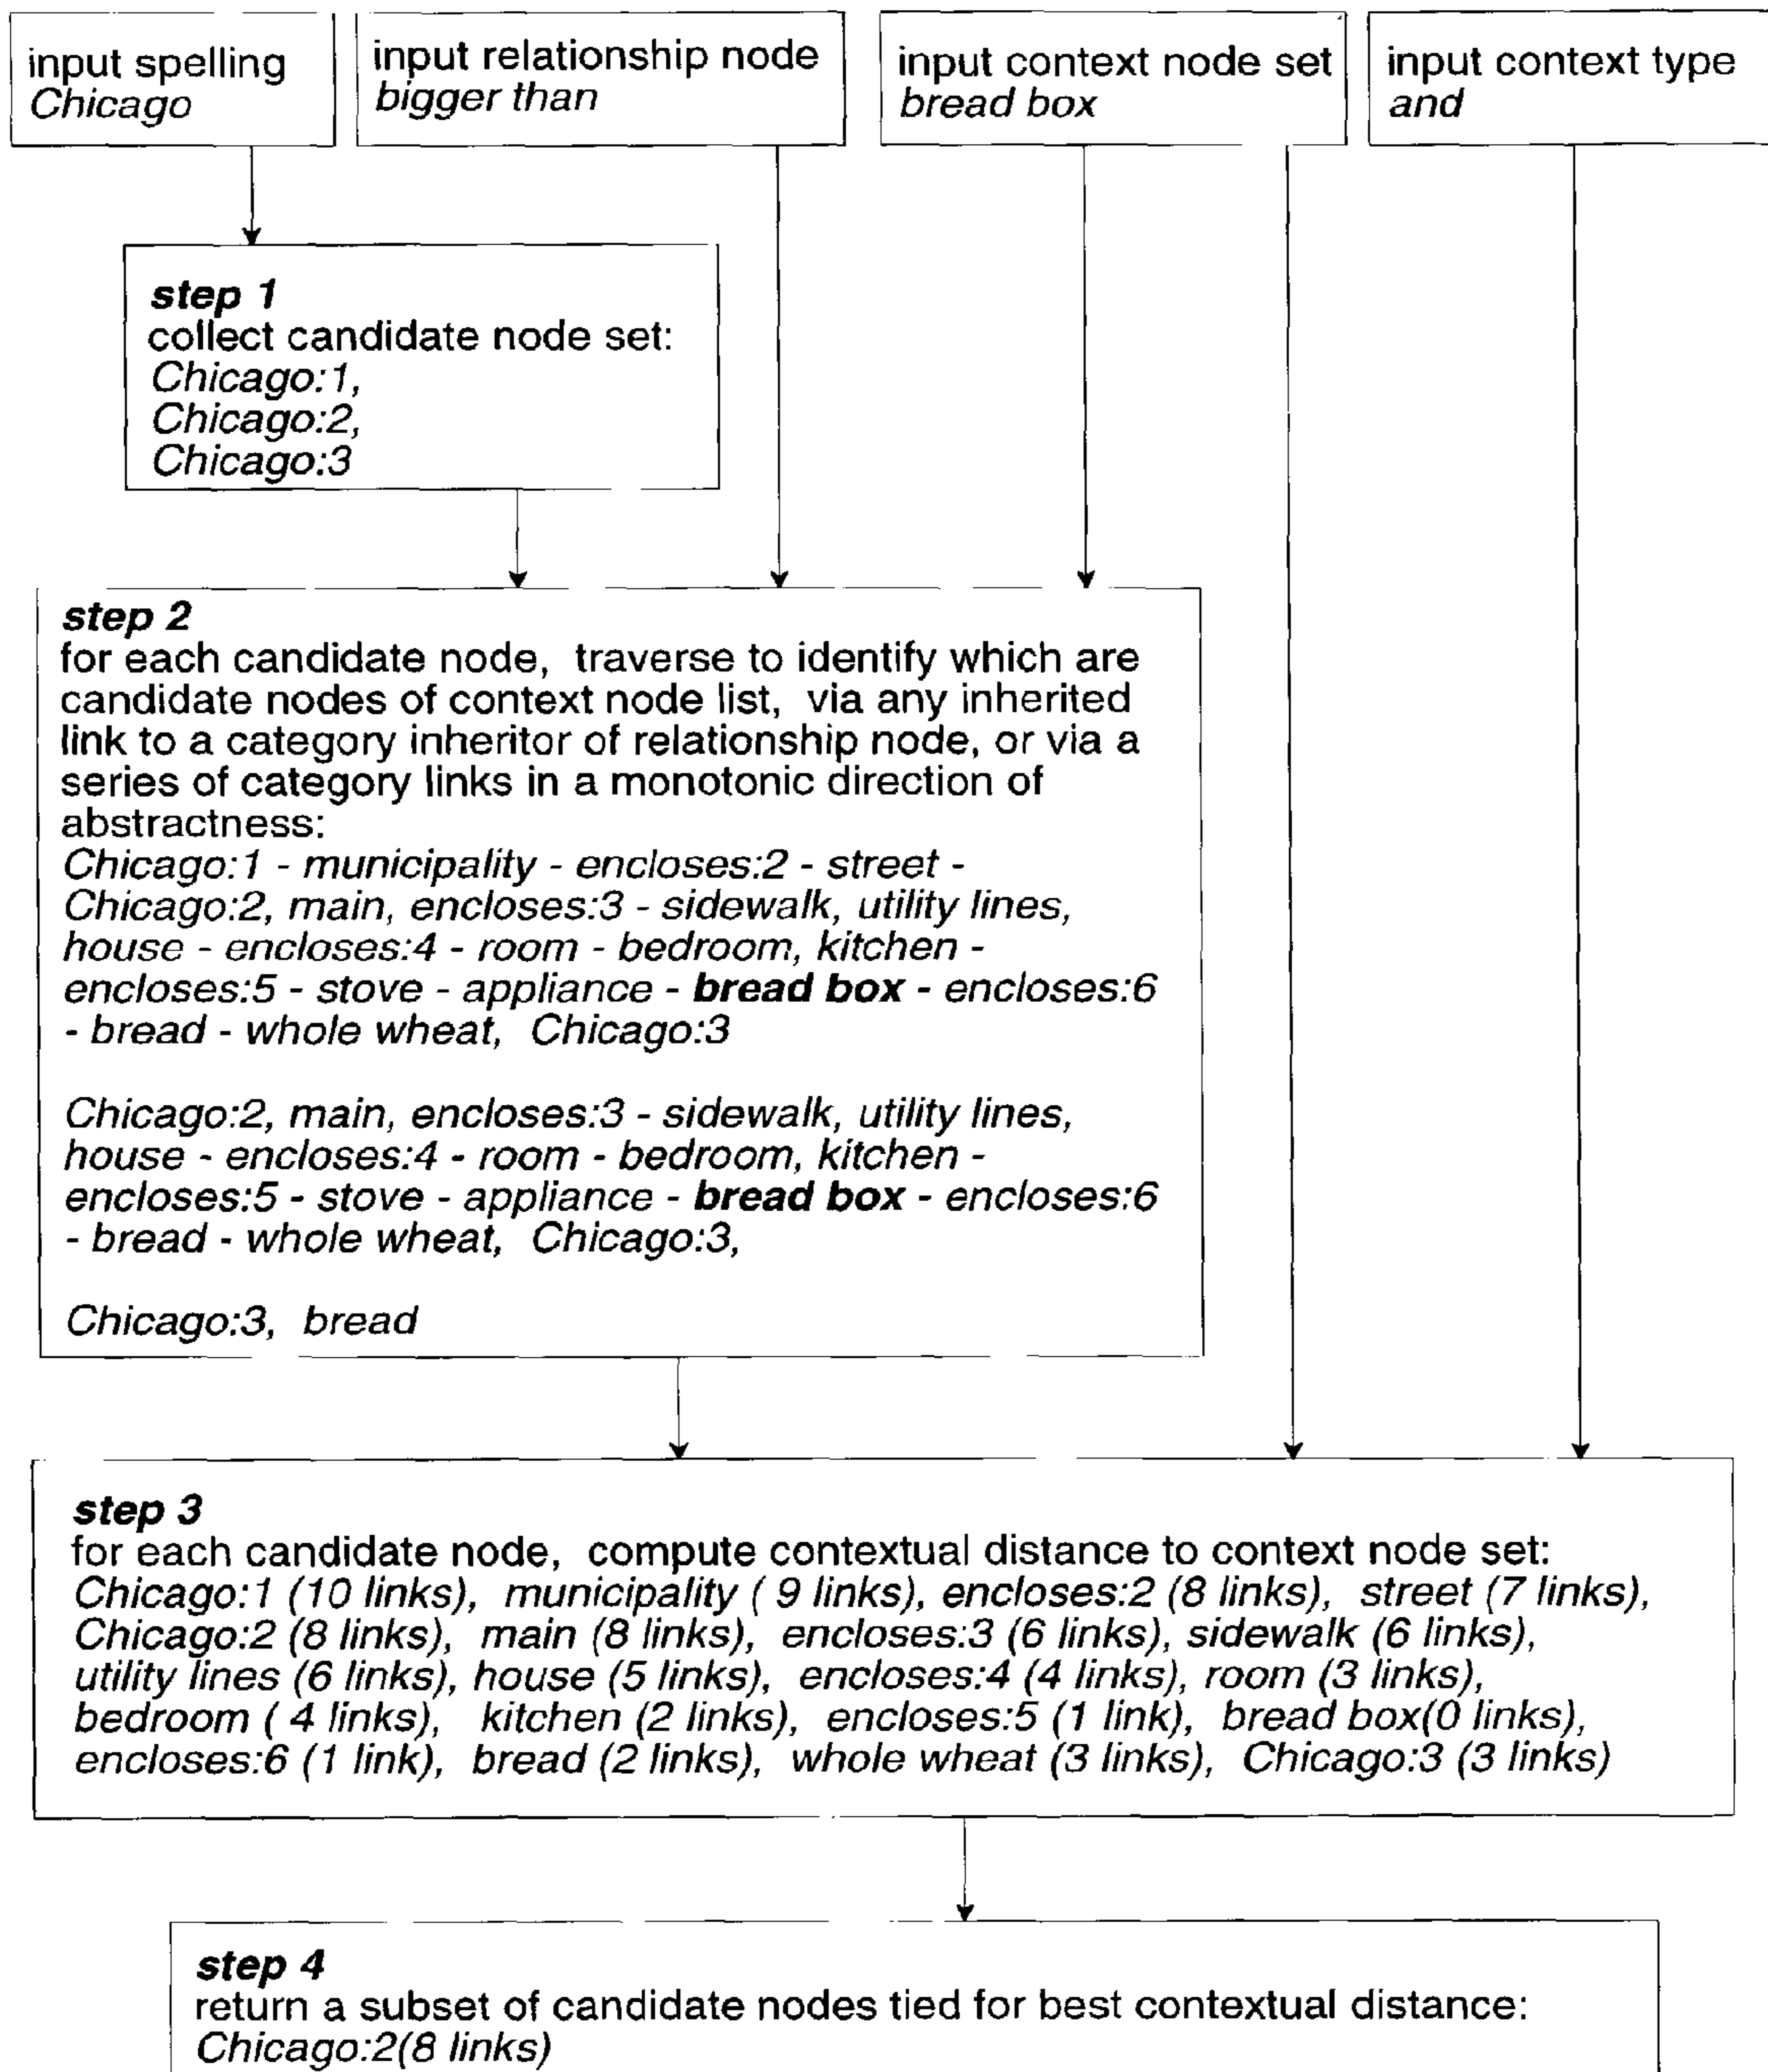 input spelling
Chicago
input relationship node
bigger than
input context node set
bread box
input context type
and
step 1
collect candidate node set:
Chicago:1,
Chicago:2,
Chicago:3
step 2
for each candidate node, traverse to identify which are
candidate nodes of context node list, via any inherited
link to a category inheritor of relationship node, or via a
series of category links in a monotonic direction of
abstractness:
Chicago:1 - municipality - encloses:2 - street -
Chicago:2, main, encloses:3 - sidewalk, utility lines,
house - encloses:4 - room - bedroom, kitchen -
encloses:5 - stove - appliance - bread box - encloses:6
- bread - whole wheat, Chicago:3
Chicago:2, main, encloses:3 - sidewalk, utility lines,
house - encloses:4 - room - bedroom, kitchen -
encloses:5 - stove - appliance - bread box - encloses:6
- bread - whole wheat, Chicago:3,
Chicago:3, bread
step 3
for each candidate node, compute contextual distance to context node set:
Chicago:1 (10 links), municipality ( 9 links), encloses:2 (8 links), street (7 links),
Chicago:2 (8 links), main (8 links), encloses:3 (6 links), sidewalk (6 links),
utility lines (6 links), house (5 links), encloses:4 (4 links), room (3 links),
bedroom ( 4 links), kitchen (2 links), encloses:5 (1 link), bread box(0 links),
encloses:6 (1 link), bread (2 links), whole wheat (3 links), Chicago:3 (3 links)
step 4
return a subset of candidate nodes tied for best contextual distance:
Chicago:2(8 links)